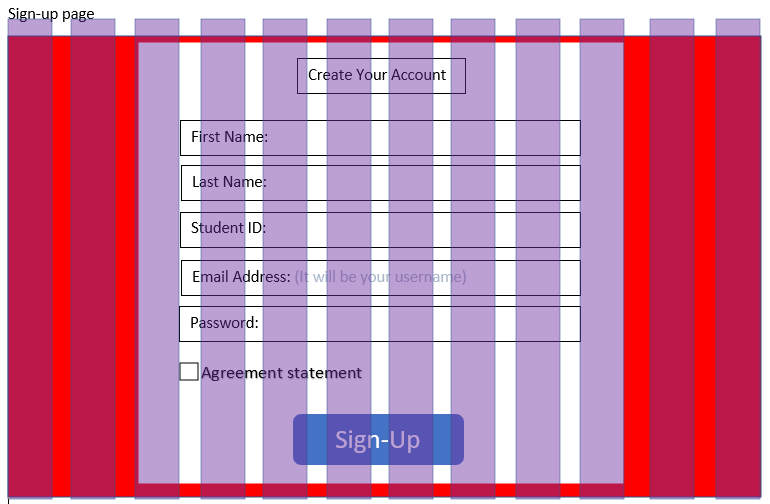 Sign-up page
Create Your Account
First Name:
Last Name:
Student ID:
Email Address: (It will be your username)
Password:
Agreement statement
Sign-Up